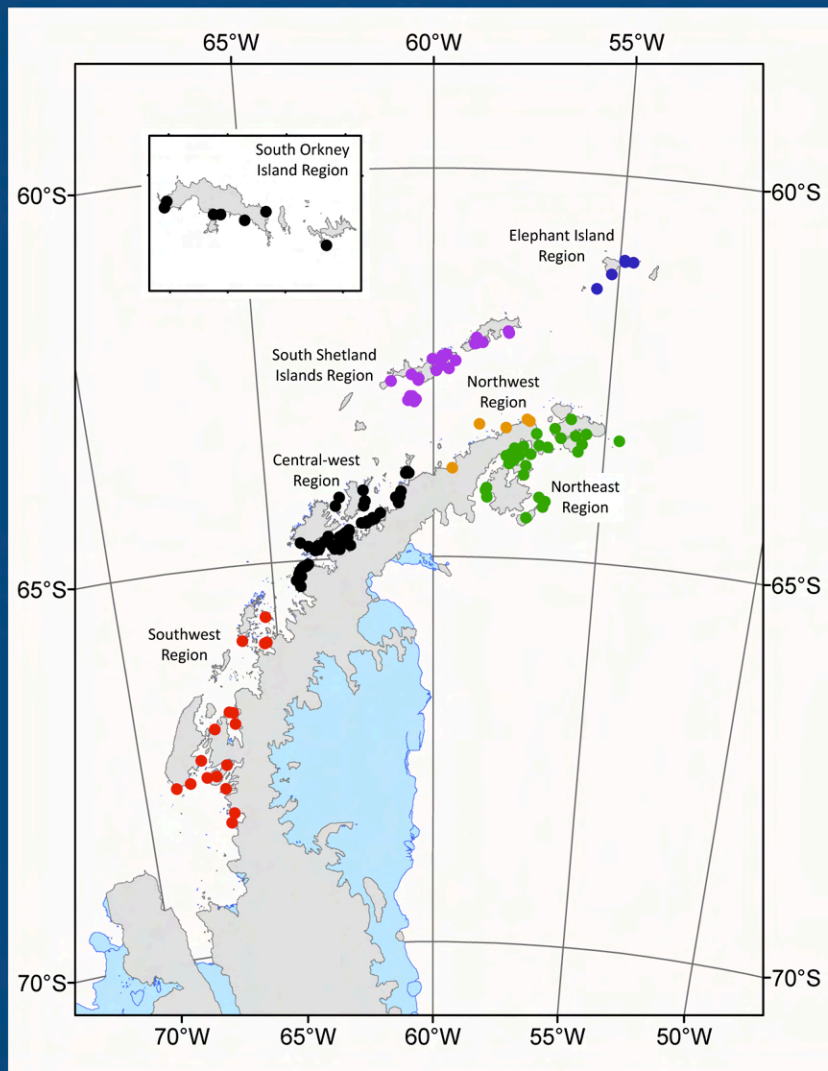 65°W 60°W 55°W
South Orkney
Island Region
60°S 60°S
Elephant Island
Region
South Shetland
Islands Region
Northwest
Region
Central-west
Region
Northeast
Region
65°S 65°S
Southwest
Region
70°S 70°S
70°W 65°W 60°W 55°W 50°W